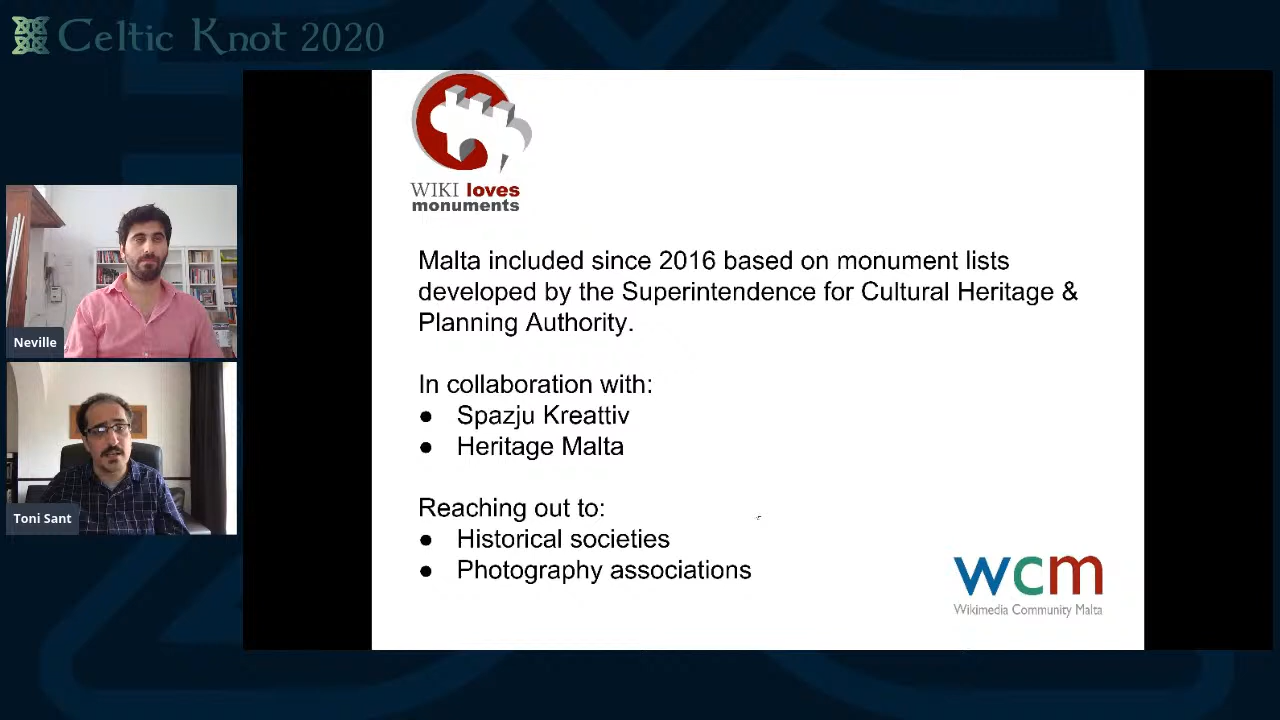 Celtic Knot 2020
WIKI loves
monuments
Malta included since 2016 based on monument lists
developed by the Superintendence for Cultural Heritage &
Planning Authority.
In collaboration with:
● Spazju Kreattiv
● Heritage Malta
Reaching out to:
● Historical societies
● Photography associations
wcm
Wikimedia Community Malta
Neville
Toni Sant